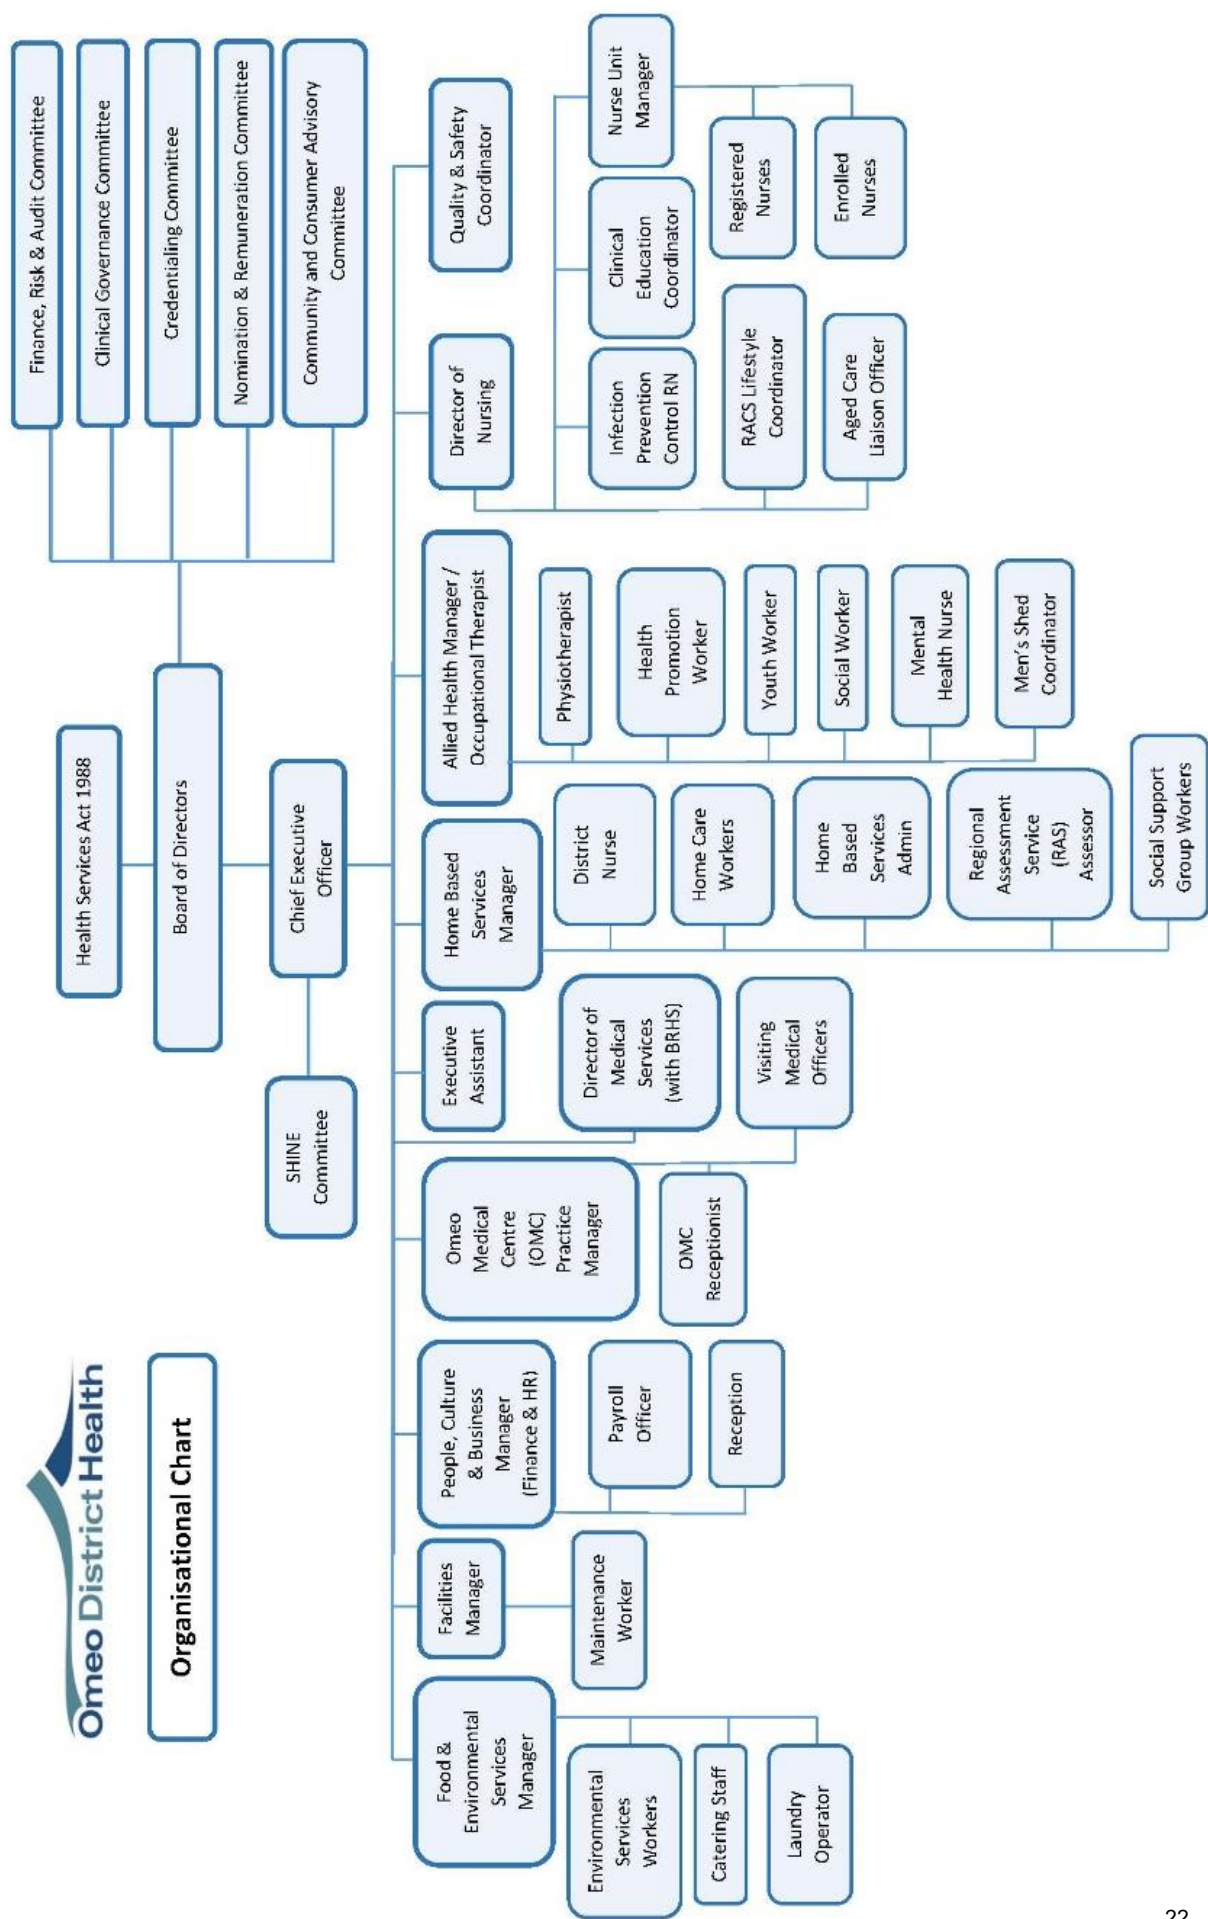 Omeo District Health
Organisational Chart
Health Services Act 1988
Board of Directors
Finance, Risk & Audit Committee
Clinical Governance Committee
Credentialing Committee
Nomination & Remuneration Committee
Community and Consumer Advisory
Committee
Chief Executive
Officer
SHINE
Committee
Food &
Environmental
Services
Manager
Environmental
Services
Workers
Catering Staff
Laundry
Operator
Facilities
Manager
Maintenance
Worker
People, Culture
& Business
Manager
(Finance & HR)
Payroll
Officer
Reception
Omeo
Medical
Centre
(OMC)
Practice
Manager
OMC
Receptionist
Visiting
Medical
Officers
Director of
Medical
Services
(with BRHS)
Executive
Assistant
Home Based
Services
Manager
District
Nurse
Home Care
Workers
Home
Based
Services
Admin
Regional
Assessment
Service
(RAS)
Assessor
Social Support
Group Workers
Allied Health Manager /
Occupational Therapist
Physiotherapist
Health
Promotion
Worker
Youth Worker
Social Worker
Mental
Health Nurse
Men's Shed
Coordinator
Director of
Nursing
Infection
Prevention
Control RN
Clinical
Education
Coordinator
Nurse Unit
Manager
RACS Lifestyle
Coordinator
Registered
Nurses
Aged Care
Liaison Officer
Enrolled
Nurses
Quality & Safety
Coordinator
22